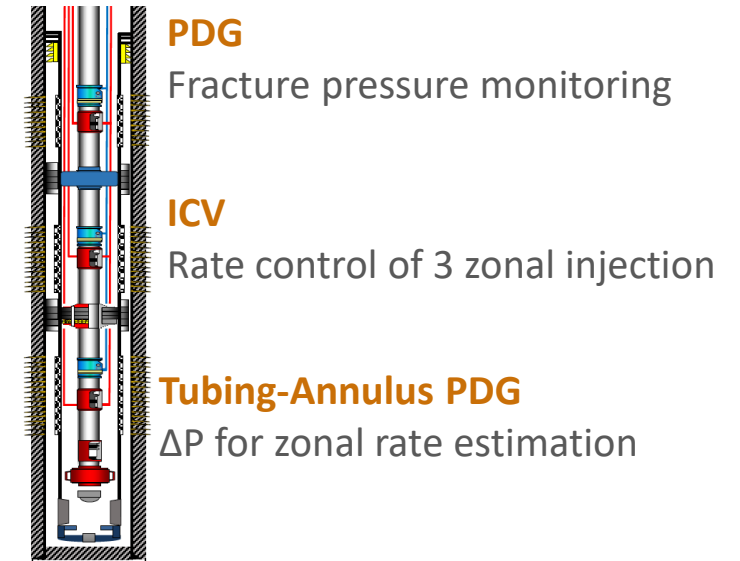 PDG
Fracture pressure monitoring
ICV
Rate control of 3 zonal injection
Tubing-Annulus PDG
ΔP for zonal rate estimation